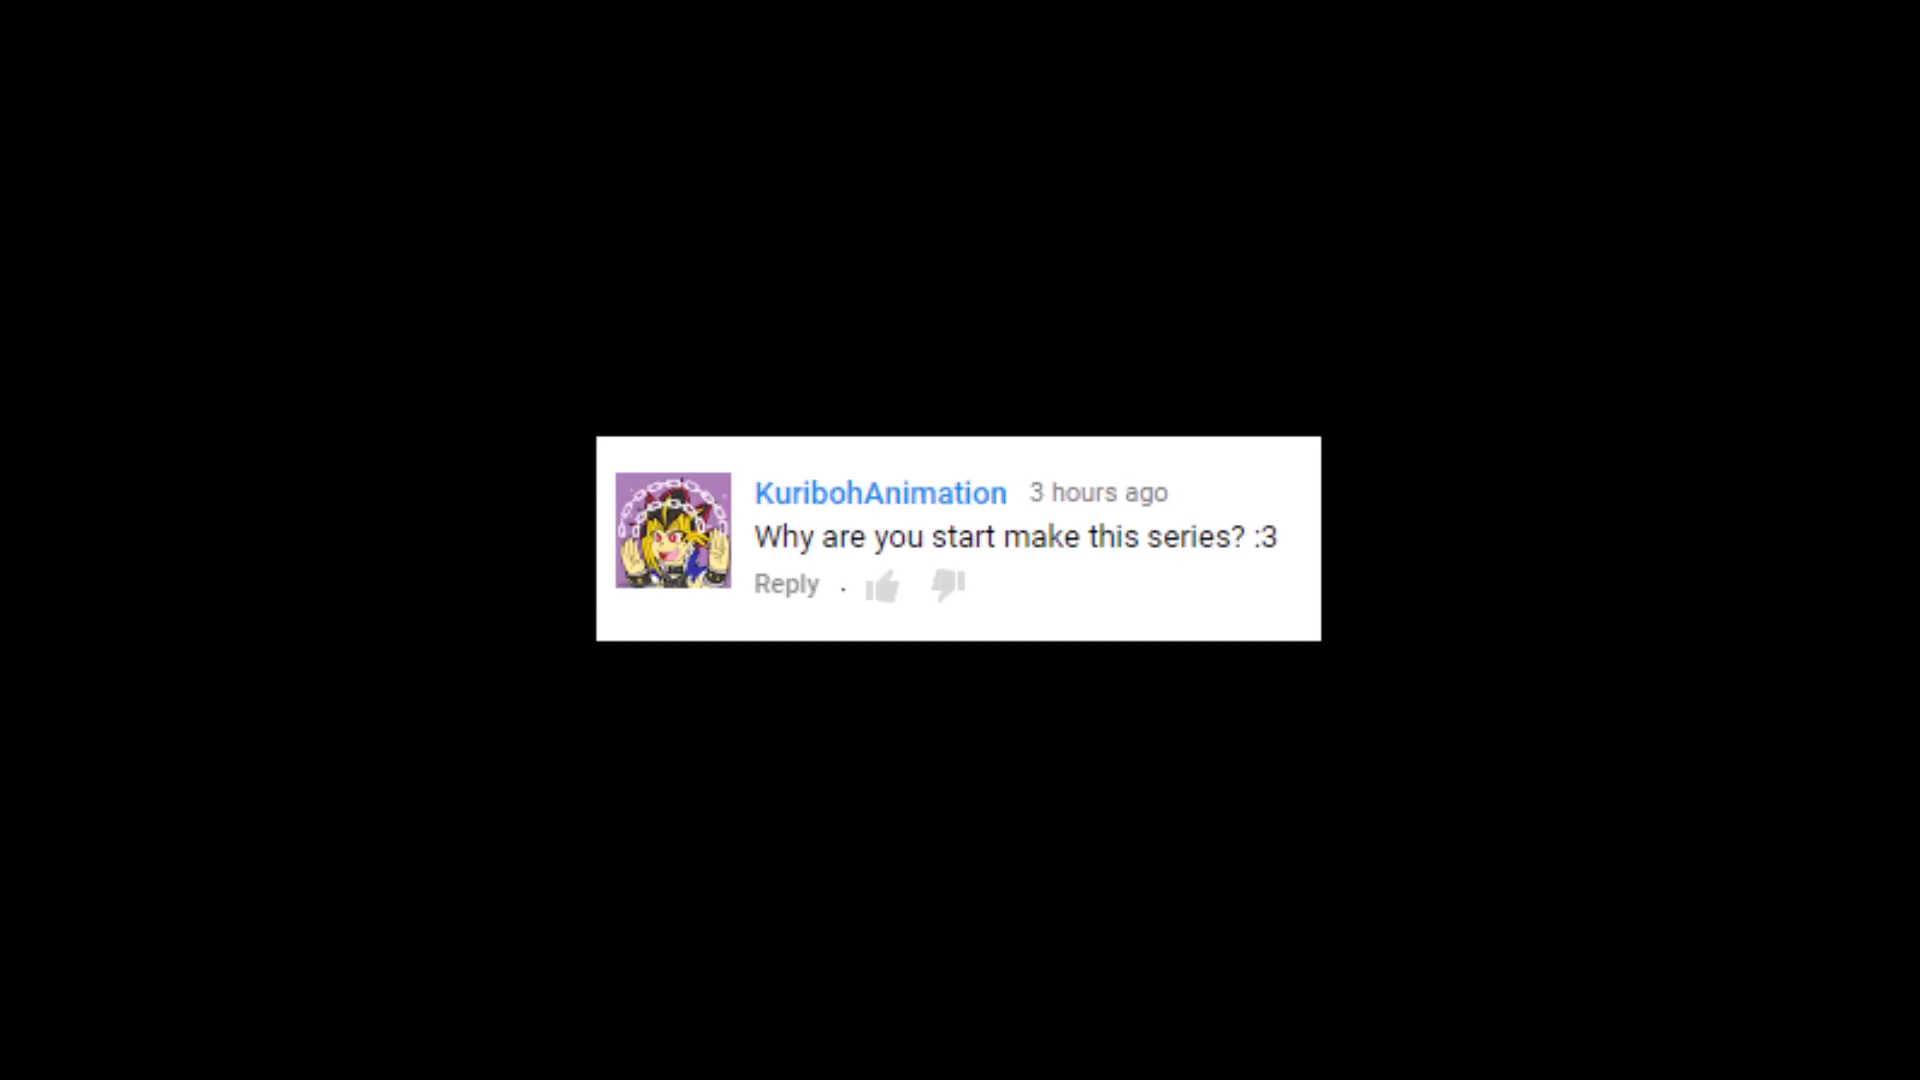 KuribohAnimation 3 hours ago
Why are you start make this series? :3
Reply .